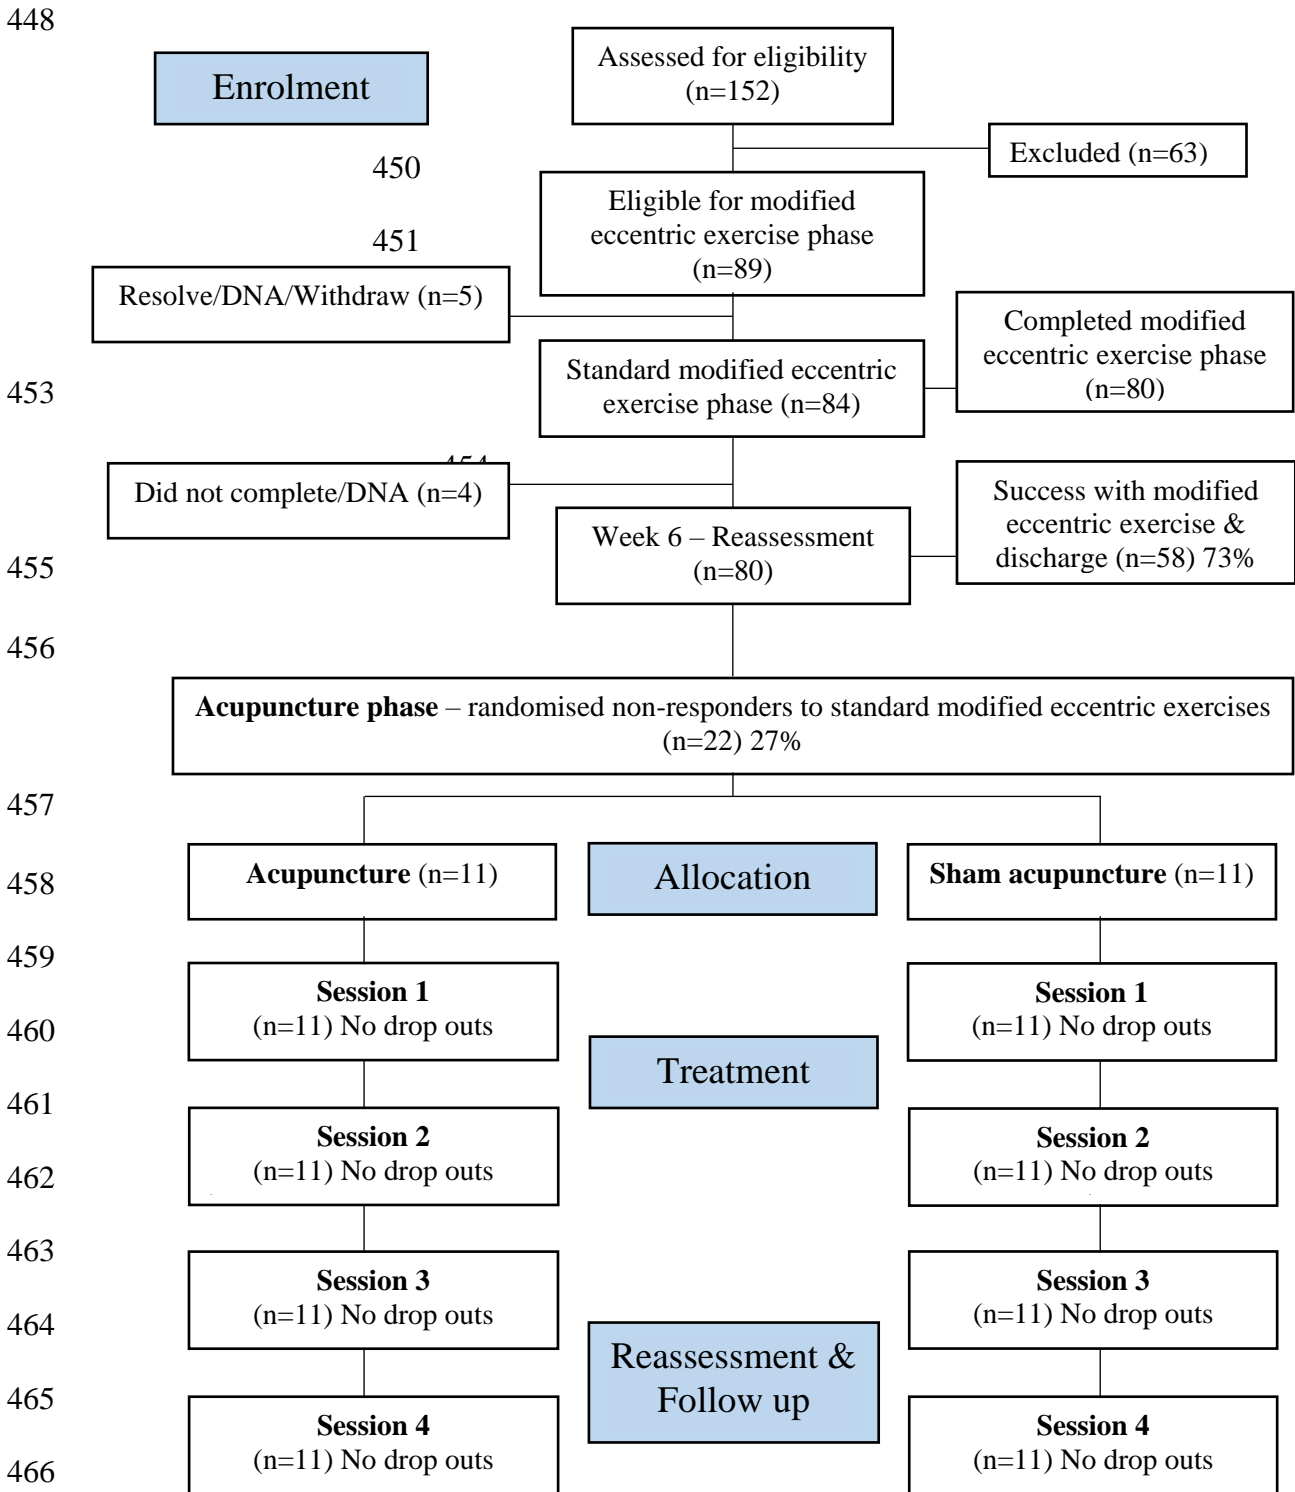 448
Assessed for eligibility
(n=152)
Enrolment
Excluded (n=63)
450
Eligible for modified
eccentric exercise phase
(n=89)
451
Resolve/DNA/Withdraw (n=5)
Completed modified
eccentric exercise phase
(n=80)
Standard modified eccentric
exercise phase (n=84)
453
454
Did not complete/DNA (n=4)
Success with modified
eccentric exercise &
discharge (n=58) 73%
Week 6 – Reassessment
(n=80)
455
456
Acupuncture phase – randomised non-responders to standard modified eccentric exercises
(n=22) 27%
457
Acupuncture (n=11)
Allocation
Sham acupuncture (n=11)
458
459
Session 1
(n=11) No drop outs
Session 1
(n=11) No drop outs
460
Treatment
461
Session 2
(n=11) No drop outs
Session 2
(n=11) No drop outs
462
463
Session 3
(n=11) No drop outs
Session 3
(n=11) No drop outs
464
Reassessment &
Follow up
465
Session 4
(n=11) No drop outs
Session 4
(n=11) No drop outs
466